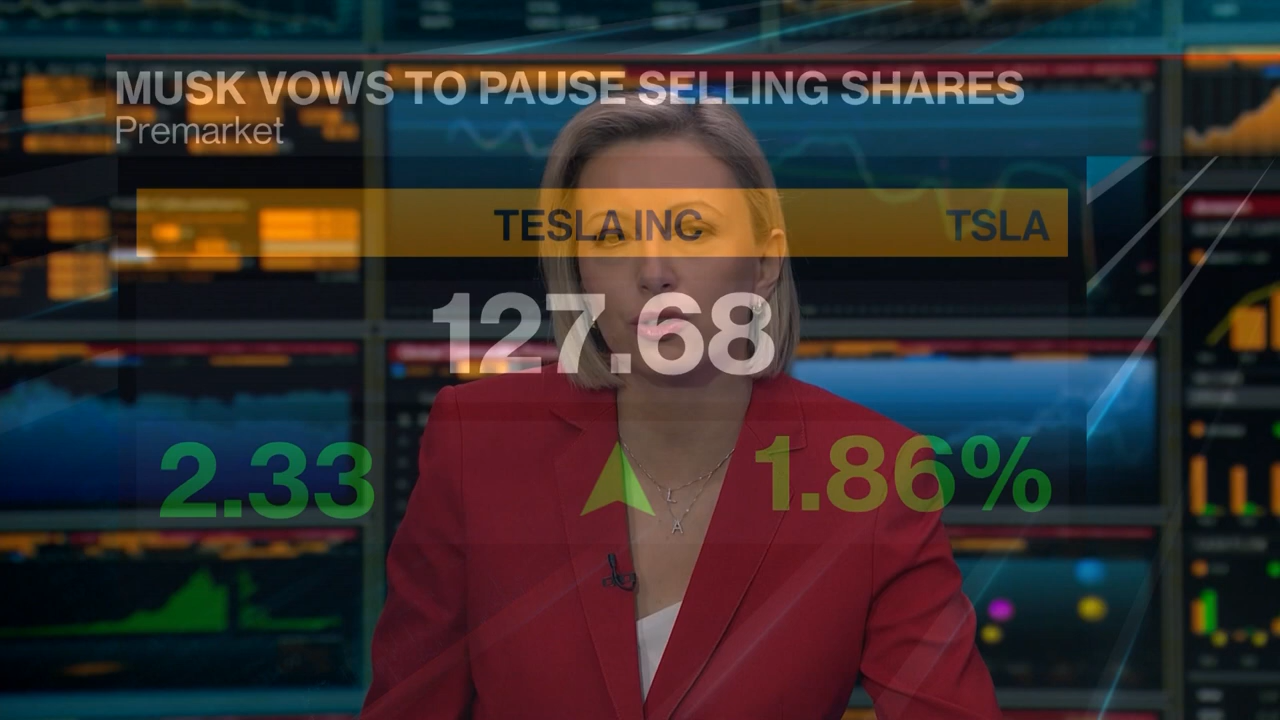 MUSK VOWS TO PAUSE SELLING SHARES
Premarket
TESLA INC TSLA
127.68
2.33 1.86%
L
A